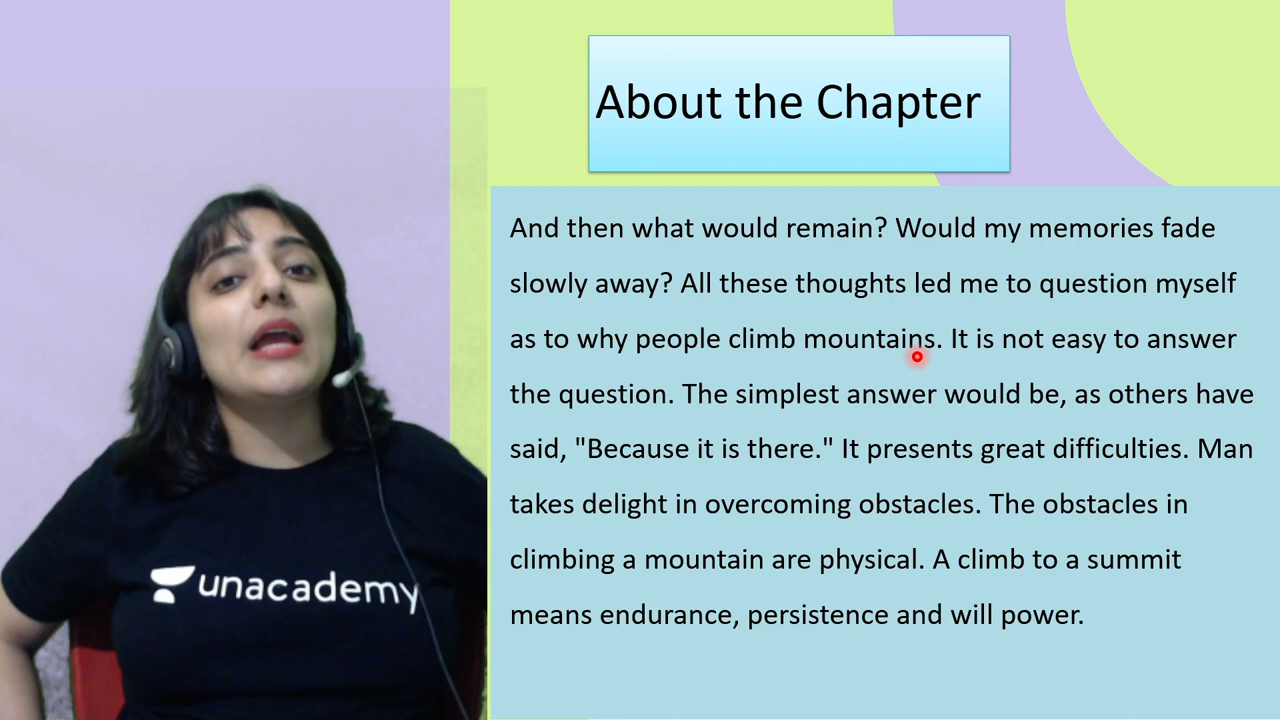 About the Chapter
And then what would remain? Would my memories fade
slowly away? All these thoughts led me to question myself
as to why people climb mountains. It is not easy to answer
the question. The simplest answer would be, as others have
said, "Because it is there." It presents great difficulties. Man
takes delight in overcoming obstacles. The obstacles in
climbing a mountain are physical. A climb to a summit
means endurance, persistence and will power.
unacademy